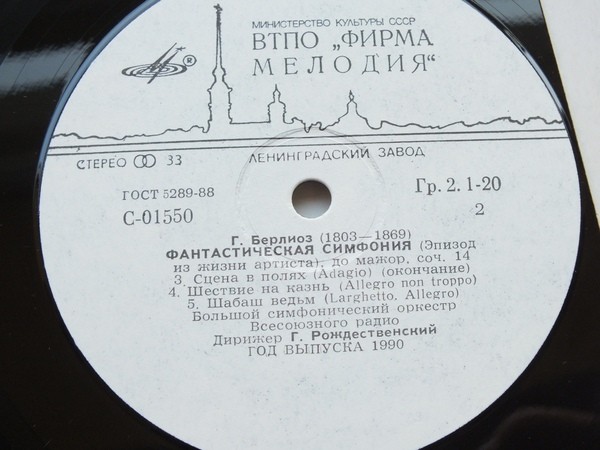 МИНИСТЕРСТВО КУЛЬТУРЫ СССР
ВТПО „ФИРМА
МЕЛОДИЯ"
®
СТЕРЕО 33 ЛЕНИНГРАДСКИЙ ЗАВОД
ГОСТ 5289-88 Гр. 2. 1-20
С-01550 2
Г. Берлиоз (1803—1869)
ФАНТАСТИЧЕСКАЯ СИМФОНИЯ (Эпизод
из жизни артиста), до мажор, соч. 14
3. Сцена в полях (Adagio) (окончание)
4. Шествие на казнь (Allegro non troppo)
5. Шабаш ведьм (Larghetto, Allegro)
Большой симфонический оркестр
Всесоюзного радио
Дирижер Г. Рождественский
ГОД ВЫПУСКА 1990